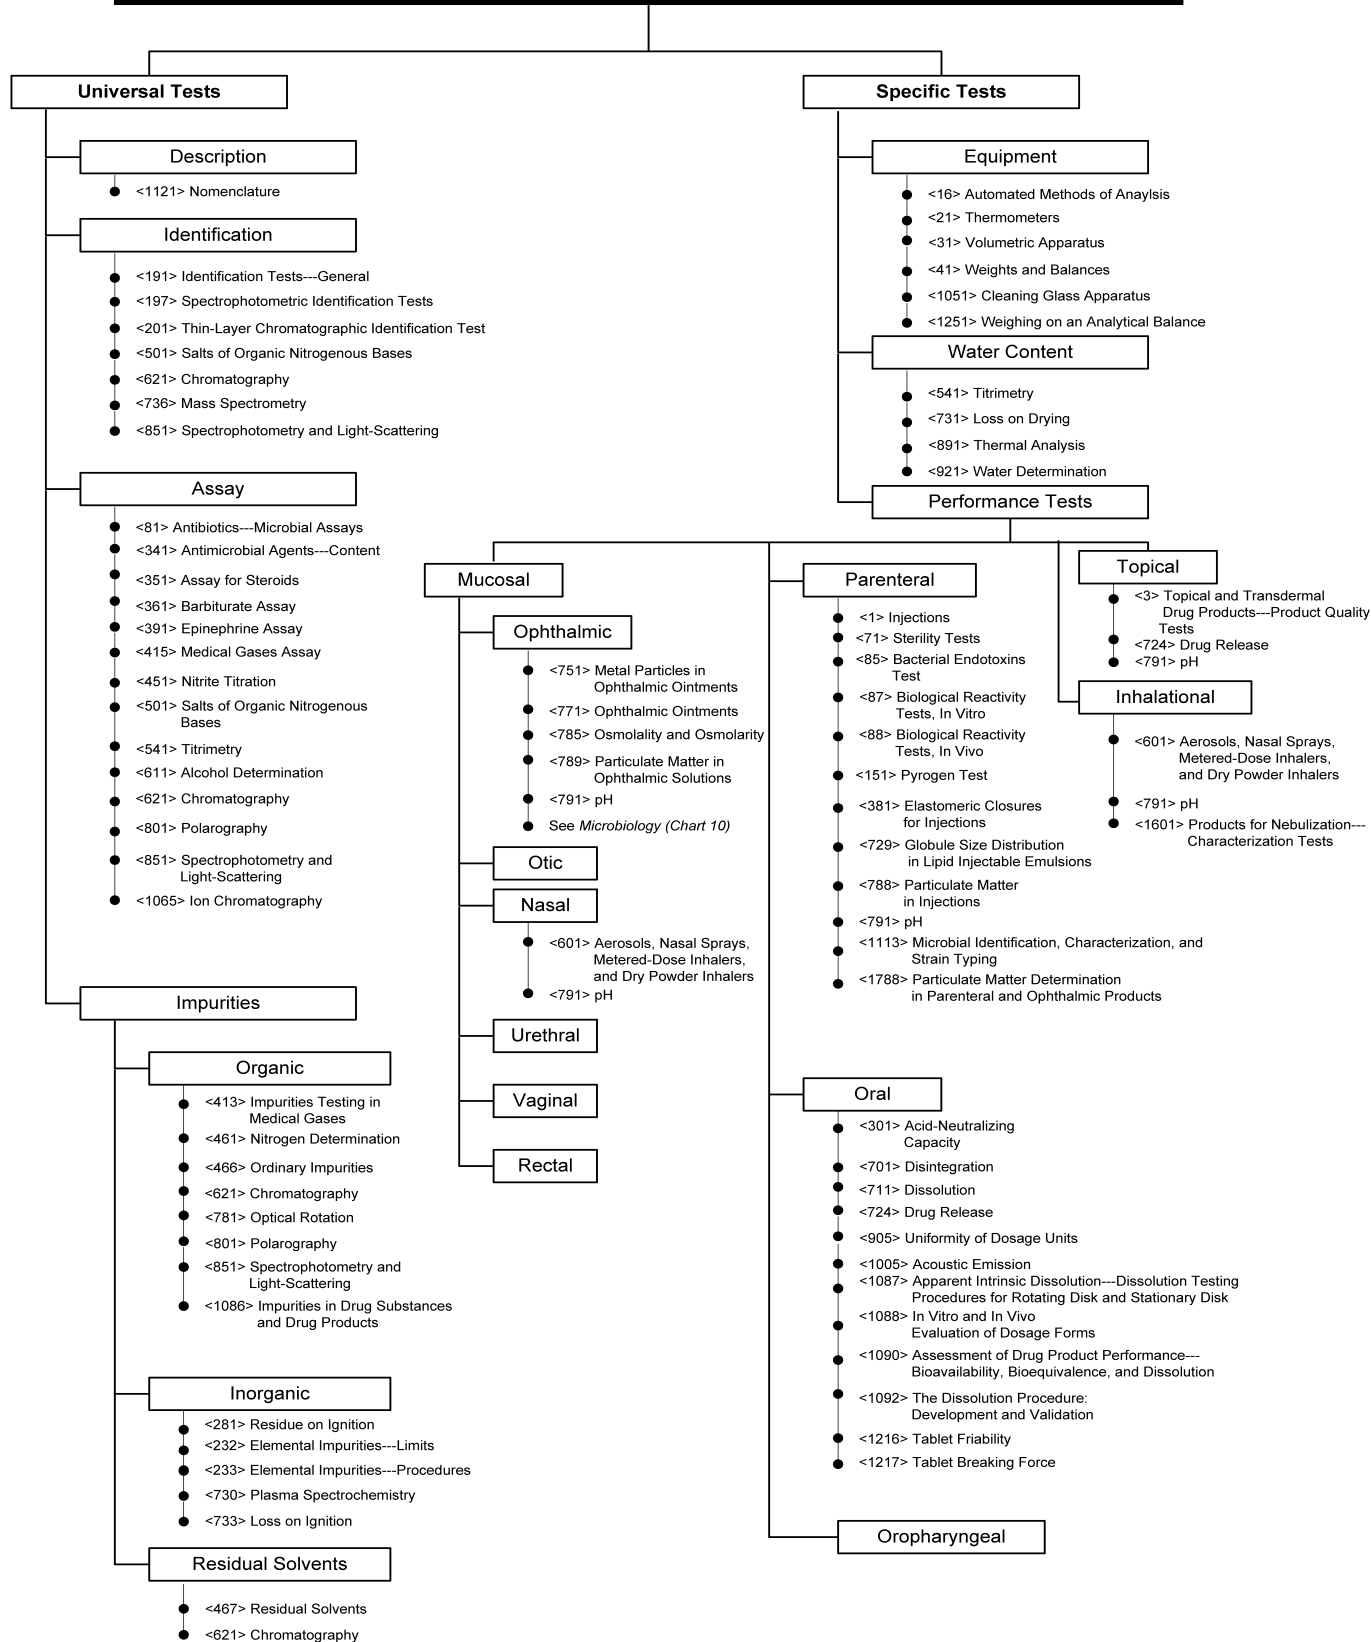 Universal Tests
Description
<1121> Nomenclature
Identification
<191> Identification Tests---General
<197> Spectrophotometric Identification Tests
<201> Thin-Layer Chromatographic Identification Test
<501> Salts of Organic Nitrogenous Bases
<621> Chromatography
<736> Mass Spectrometry
<851> Spectrophotometry and Light-Scattering
Assay
<81> Antibiotics---Microbial Assays
<341> Antimicrobial Agents---Content
<351> Assay for Steroids
<361> Barbiturate Assay
<391> Epinephrine Assay
<415> Medical Gases Assay
<451> Nitrite Titration
<501> Salts of Organic Nitrogenous
Bases
<541> Titrimetry
<611> Alcohol Determination
<621> Chromatography
<801> Polarography
<851> Spectrophotometry and
Light-Scattering
<1065> Ion Chromatography
Impurities
Organic
<413> Impurities Testing in
Medical Gases
<461> Nitrogen Determination
<466> Ordinary Impurities
<621> Chromatography
<781> Optical Rotation
<801> Polarography
<851> Spectrophotometry and
Light-Scattering
<1086> Impurities in Drug Substances
and Drug Products
Inorganic
<281> Residue on Ignition
<232> Elemental Impurities---Limits
<233> Elemental Impurities---Procedures
<730> Plasma Spectrochemistry
<733> Loss on Ignition
Residual Solvents
<467> Residual Solvents
<621> Chromatography
Specific Tests
Equipment
<16> Automated Methods of Anaylsis
<21> Thermometers
<31> Volumetric Apparatus
<41> Weights and Balances
<1051> Cleaning Glass Apparatus
<1251> Weighing on an Analytical Balance
Water Content
<541> Titrimetry
<731> Loss on Drying
<891> Thermal Analysis
<921> Water Determination
Performance Tests
Mucosal
Ophthalmic
<751> Metal Particles in
Ophthalmic Ointments
<771> Ophthalmic Ointments
<785> Osmolality and Osmolarity
<789> Particulate Matter in
Ophthalmic Solutions
<791> pH
See Microbiology (Chart 10)
Otic
Nasal
<601> Aerosols, Nasal Sprays,
Metered-Dose Inhalers,
and Dry Powder Inhalers
<791> pH
Urethral
Vaginal
Rectal
Parenteral
<1> Injections
<71> Sterility Tests
<85> Bacterial Endotoxins
Test
<87> Biological Reactivity
Tests, In Vitro
<88> Biological Reactivity
Tests, In Vivo
<151> Pyrogen Test
<381> Elastomeric Closures
for Injections
<729> Globule Size Distribution
in Lipid Injectable Emulsions
<788> Particulate Matter
in Injections
<791> pH
<1113> Microbial Identification, Characterization, and
Strain Typing
<1788> Particulate Matter Determination
in Parenteral and Ophthalmic Products
Oral
<301> Acid-Neutralizing
Capacity
<701> Disintegration
<711> Dissolution
<724> Drug Release
<905> Uniformity of Dosage Units
<1005> Acoustic Emission
<1087> Apparent Intrinsic Dissolution---Dissolution Testing
Procedures for Rotating Disk and Stationary Disk
<1088> In Vitro and In Vivo
Evaluation of Dosage Forms
<1090> Assessment of Drug Product Performance---
Bioavailability, Bioequivalence, and Dissolution
<1092> The Dissolution Procedure:
Development and Validation
<1216> Tablet Friability
<1217> Tablet Breaking Force
Oropharyngeal
Topical
<3> Topical and Transdermal
Drug Products---Product Quality
Tests
<724> Drug Release
<791> pH
Inhalational
<601> Aerosols, Nasal Sprays,
Metered-Dose Inhalers,
and Dry Powder Inhalers
<791> pH
<1601> Products for Nebulization---
Characterization Tests